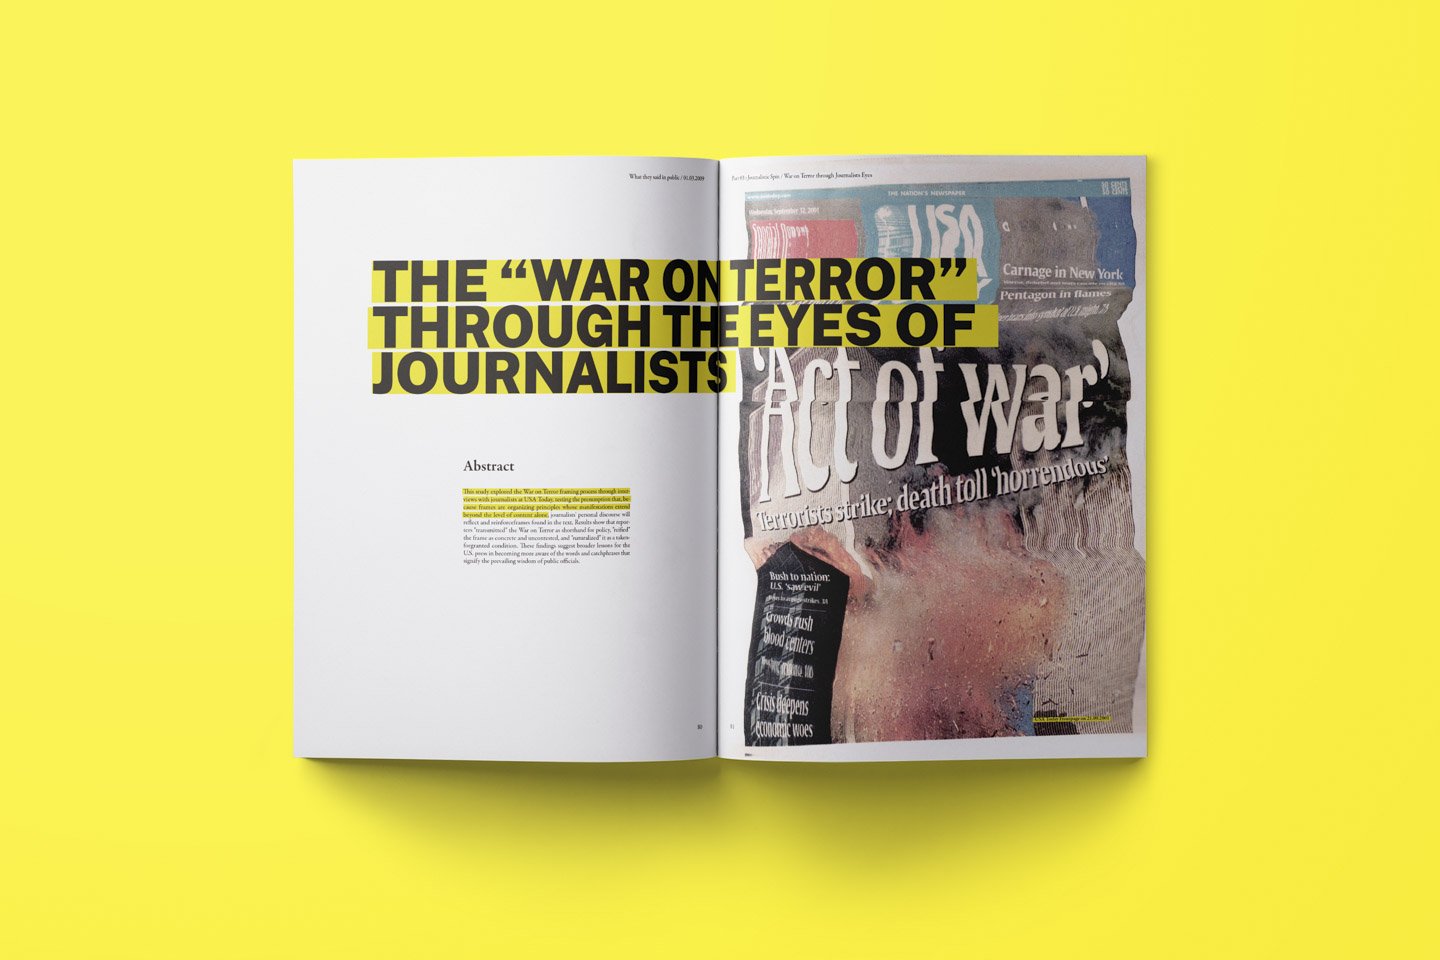 What they said in public / 01.03.2009
THE “WAR ON TERROR”
THROUGH THE EYES OF
JOURNALISTS
Abstract
This study explored the War on Terror framing process through inter-
views with journalists at USA Today, testing the presumption that, be-
cause frames are organizing principles whose manifestations extend
beyond the level of content alone, journalists' personal discourse will
reflect and reinforceframes found in the text. Results show that repor-
ters "transmitted" the War on Terror as shorthand for policy, "reified"
the frame as concrete and uncontested, and "naturalized" it as a taken-
forgranted condition. These findings suggest broader lessons for the
U.S. press in becoming more aware of the words and catchphrases that
signify the prevailing wisdom of public officials.
80
Journalistic Spin / War on Terror through Journalists Eyes
THE NATION'S NEWSPAPER
Wednesday, September 12, 2001
USA
Carnage in New York
Pentagon in flames
‘Act of war’
Terrorists strike; death toll ‘horrendous’
Bush to nation:
U.S. ‘saw evil’
Crowds rush
blood centers
Crisis deepens
economic woes
81